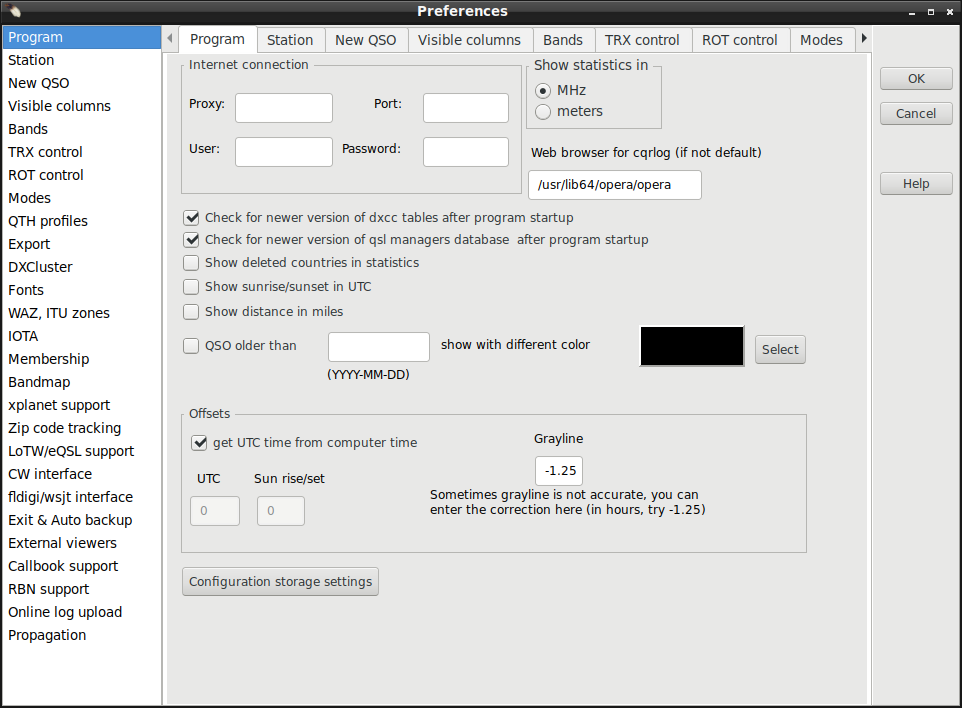 Preferences
Program
Station
New QSO
Visible columns
Bands
TRX control
ROT control
Modes
QTH profiles
Export
DXCluster
Fonts
WAZ, ITU zones
IOTA
Membership
Bandmap
xplanet support
Zip code tracking
LoTW/eQSL support
CW interface
fldigi/wsjt interface
Exit & Auto backup
External viewers
Callbook support
RBN support
Online log upload
Propagation
Program Station New QSO Visible columns Bands TRX control ROT control Modes
Internet connection
Proxy: Port:
User: Password:
Show statistics in
MHz
meters
Web browser for cqrlog (if not default)
/usr/lib64/opera/opera
Check for newer version of dxcc tables after program startup
Check for newer version of qsl managers database  after program startup
Show deleted countries in statistics
Show sunrise/sunset in UTC
Show distance in miles
QSO older than show with different color Select
(YYYY-MM-DD)
Offsets
get UTC time from computer time
UTC Sun rise/set
0 0
Grayline
-1.25
Sometimes grayline is not accurate, you can
enter the correction here (in hours, try -1.25)
Configuration storage settings
OK
Cancel
Help